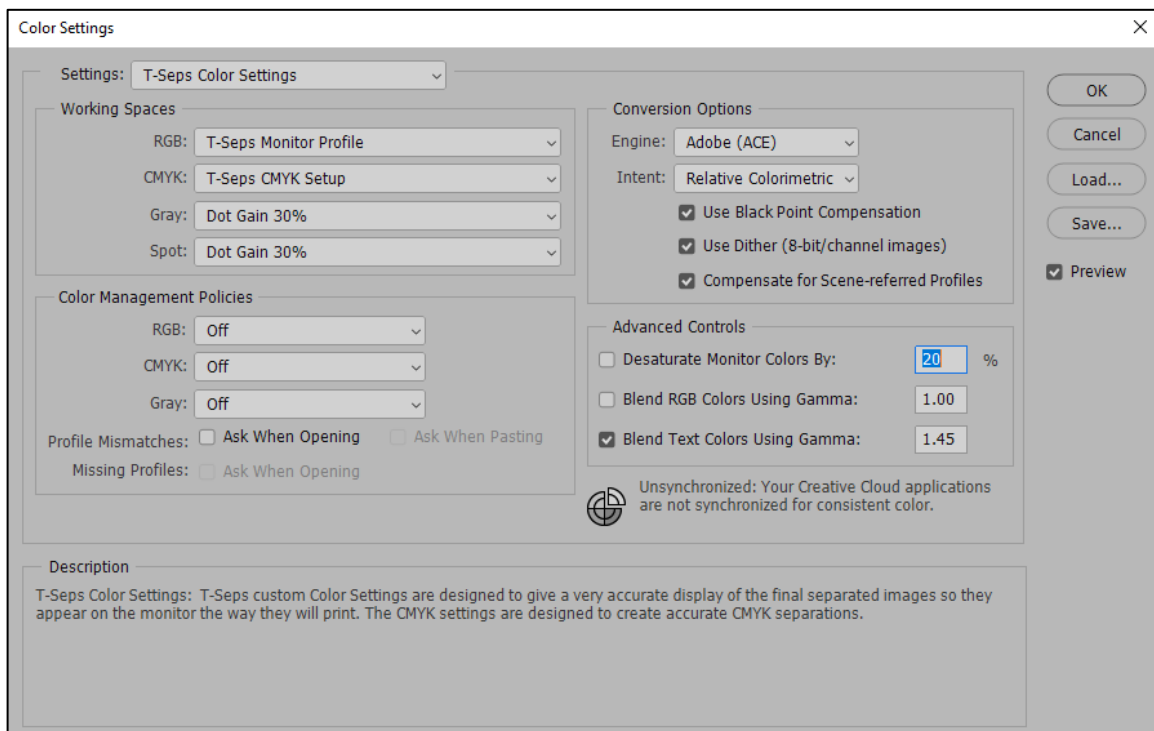 Color Settings
Settings: T-Seps Color Settings
Working Spaces
RGB: T-Seps Monitor Profile
CMYK: T-Seps CMYK Setup
Gray: Dot Gain 30%
Spot: Dot Gain 30%
Color Management Policies
RGB: Off
CMYK: Off
Gray: Off
Profile Mismatches: Ask When Opening Ask When Pasting
Missing Profiles: Ask When Opening
Conversion Options
Engine: Adobe (ACE)
Intent: Relative Colorimetric
Use Black Point Compensation
Use Dither (8-bit/channel images)
Compensate for Scene-referred Profiles
Advanced Controls
Desaturate Monitor Colors By: 20 %
Blend RGB Colors Using Gamma: 1.00
Blend Text Colors Using Gamma: 1.45
Unsynchronized: Your Creative Cloud applications
are not synchronized for consistent color.
OK
Cancel
Load...
Save...
Preview
Description
T-Seps Color Settings: T-Seps custom Color Settings are designed to give a very accurate display of the final separated images so they
appear on the monitor the way they will print. The CMYK settings are designed to create accurate CMYK separations.